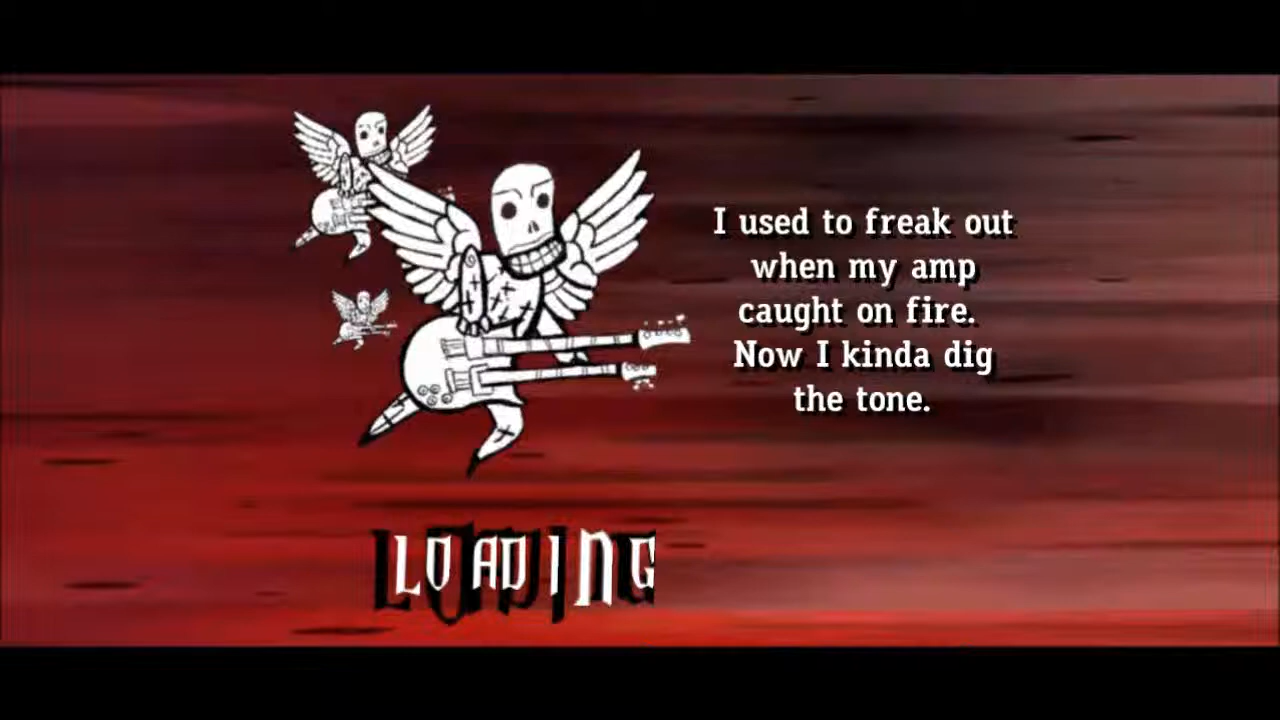 I used to freak out
when my amp
caught on fire.
Now I kinda dig
the tone.
LOADING